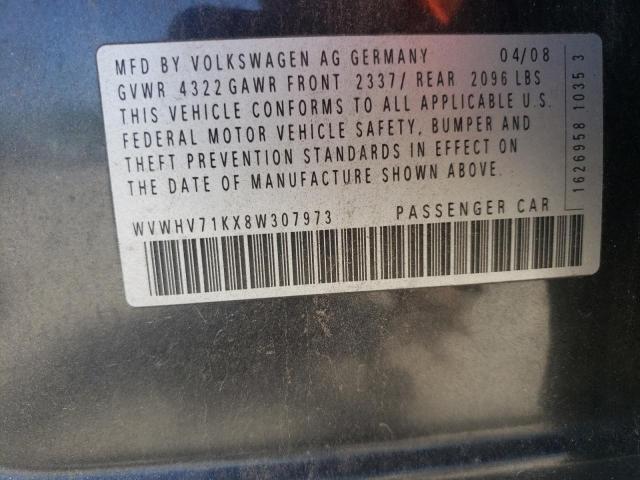 MFD BY VOLKSWAGEN AG GERMANY 04/08
GVWR 4322 GAWR FRONT 2337/ REAR 2096 LBS
THIS VEHICLE CONFORMS TO ALL APPLICABLE U.S.
FEDERAL MOTOR VEHICLE SAFETY, BUMPER AND
THEFT PREVENTION STANDARDS IN EFFECT ON
THE DATE OF MANUFACTURE SHOWN ABOVE.
WVWHV71KX8W307973 PASSENGER CAR
1626958 1035 3